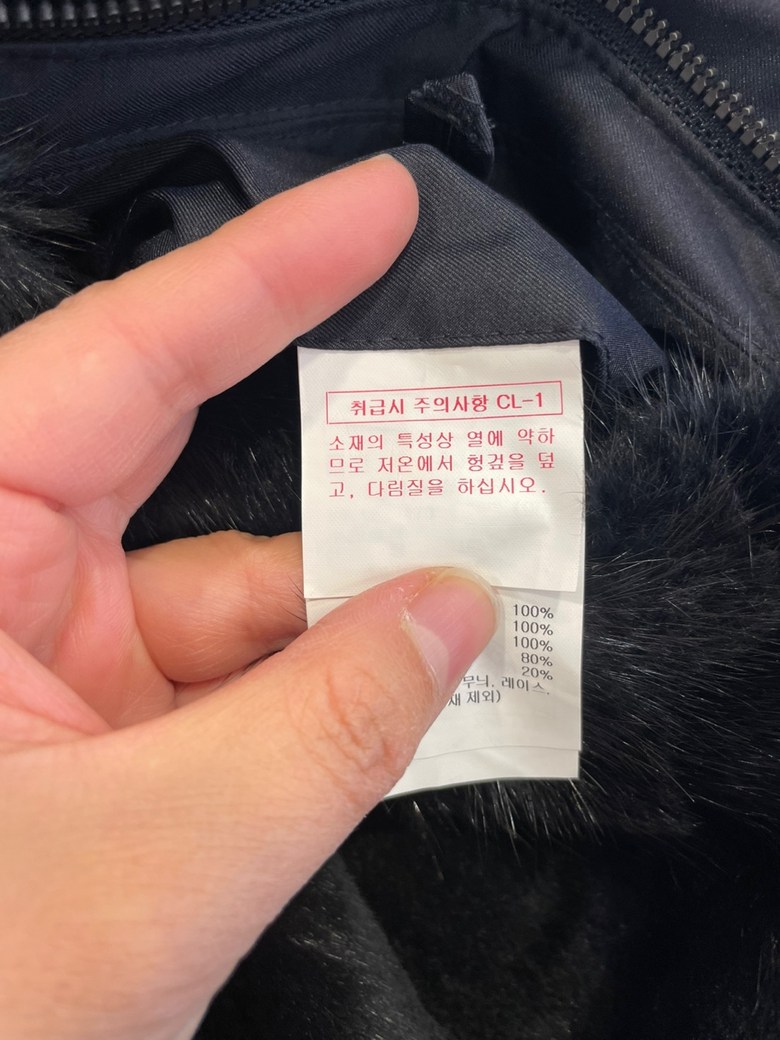 취급시 주의사항 CL-1
소재의 특성상 열에 약하
므로 저온에서 헝겊을 덮
고, 다림질을 하십시오.
100%
100%
100%
80%
20%
무늬. 레이스.
재 제외)